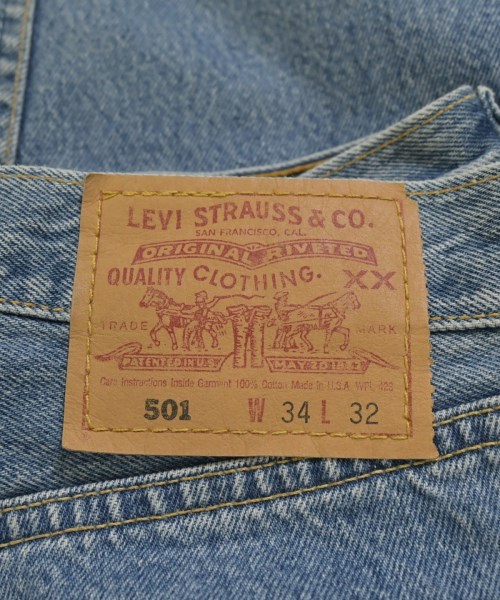 LEVI STRAUSS & CO.
SAN FRANCISCO, CAL.
ORIGINAL RIVETED
QUALITY CLOTHING. XX
TRADE MARK
PATENTED IN U.S. MAY 20 1873
Care Instructions Inside Garment 100% Cotton Made in U.S.A. WPL 423
501 W 34 L 32